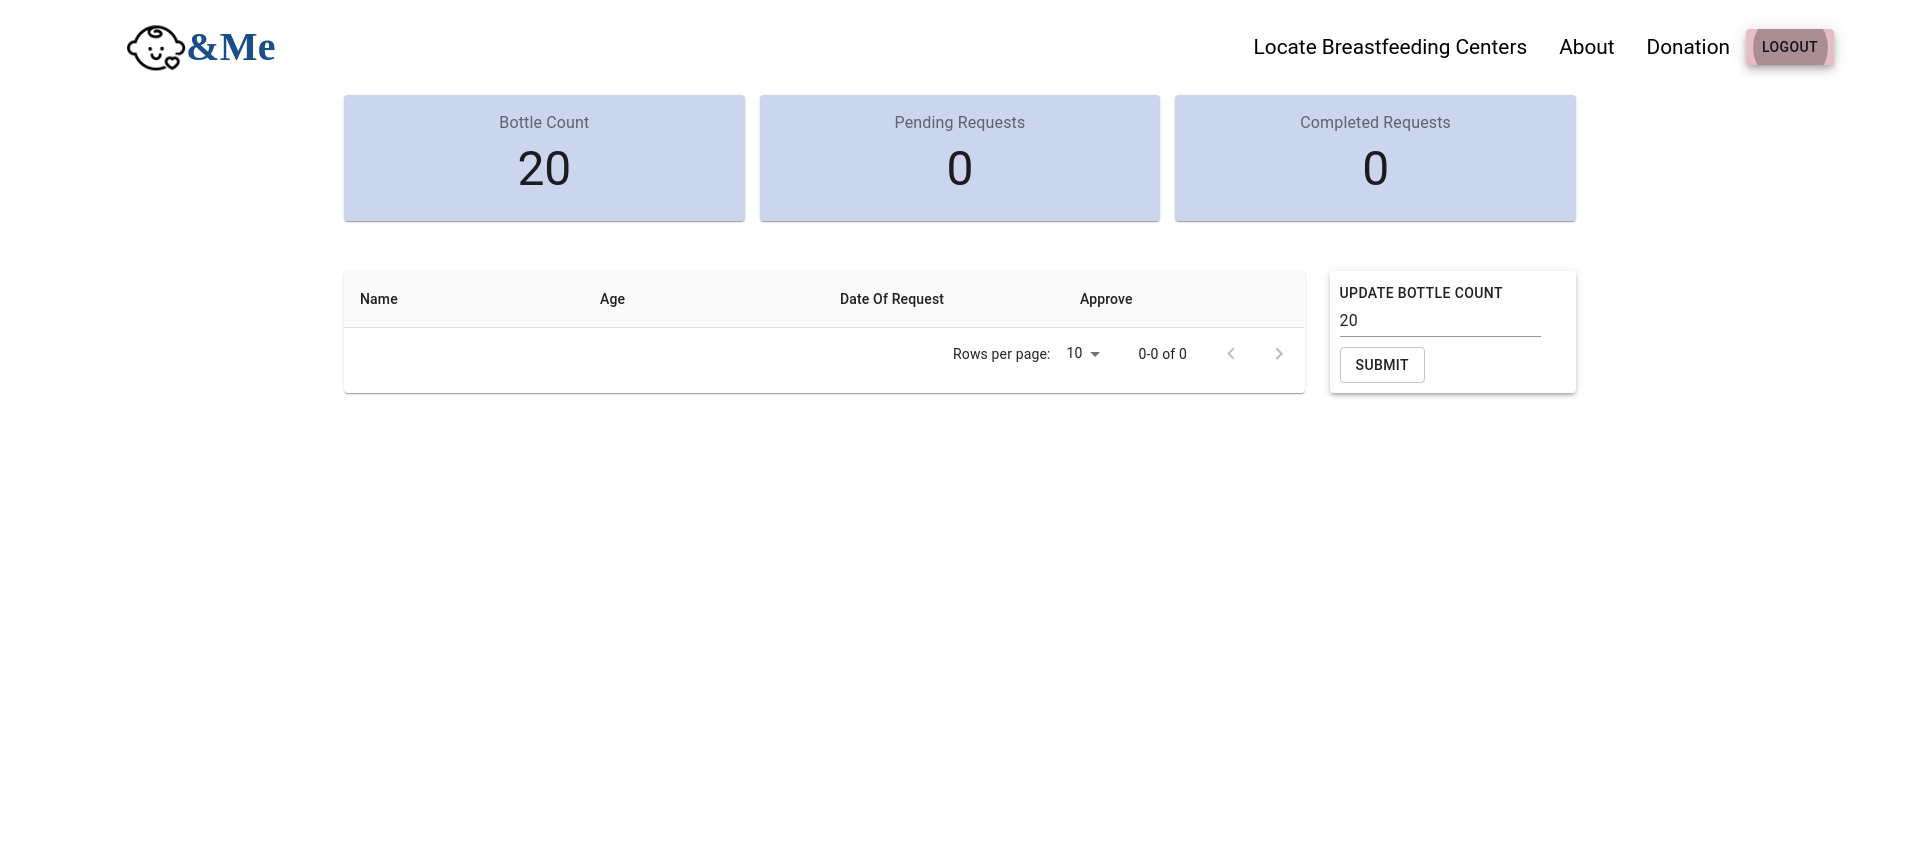 &Me
Locate Breastfeeding Centers About Donation LOGOUT
Bottle Count Pending Requests Completed Requests
20 0 0
Name Age Date Of Request Approve
Rows per page: 10 0-0 of 0
UPDATE BOTTLE COUNT
20
SUBMIT